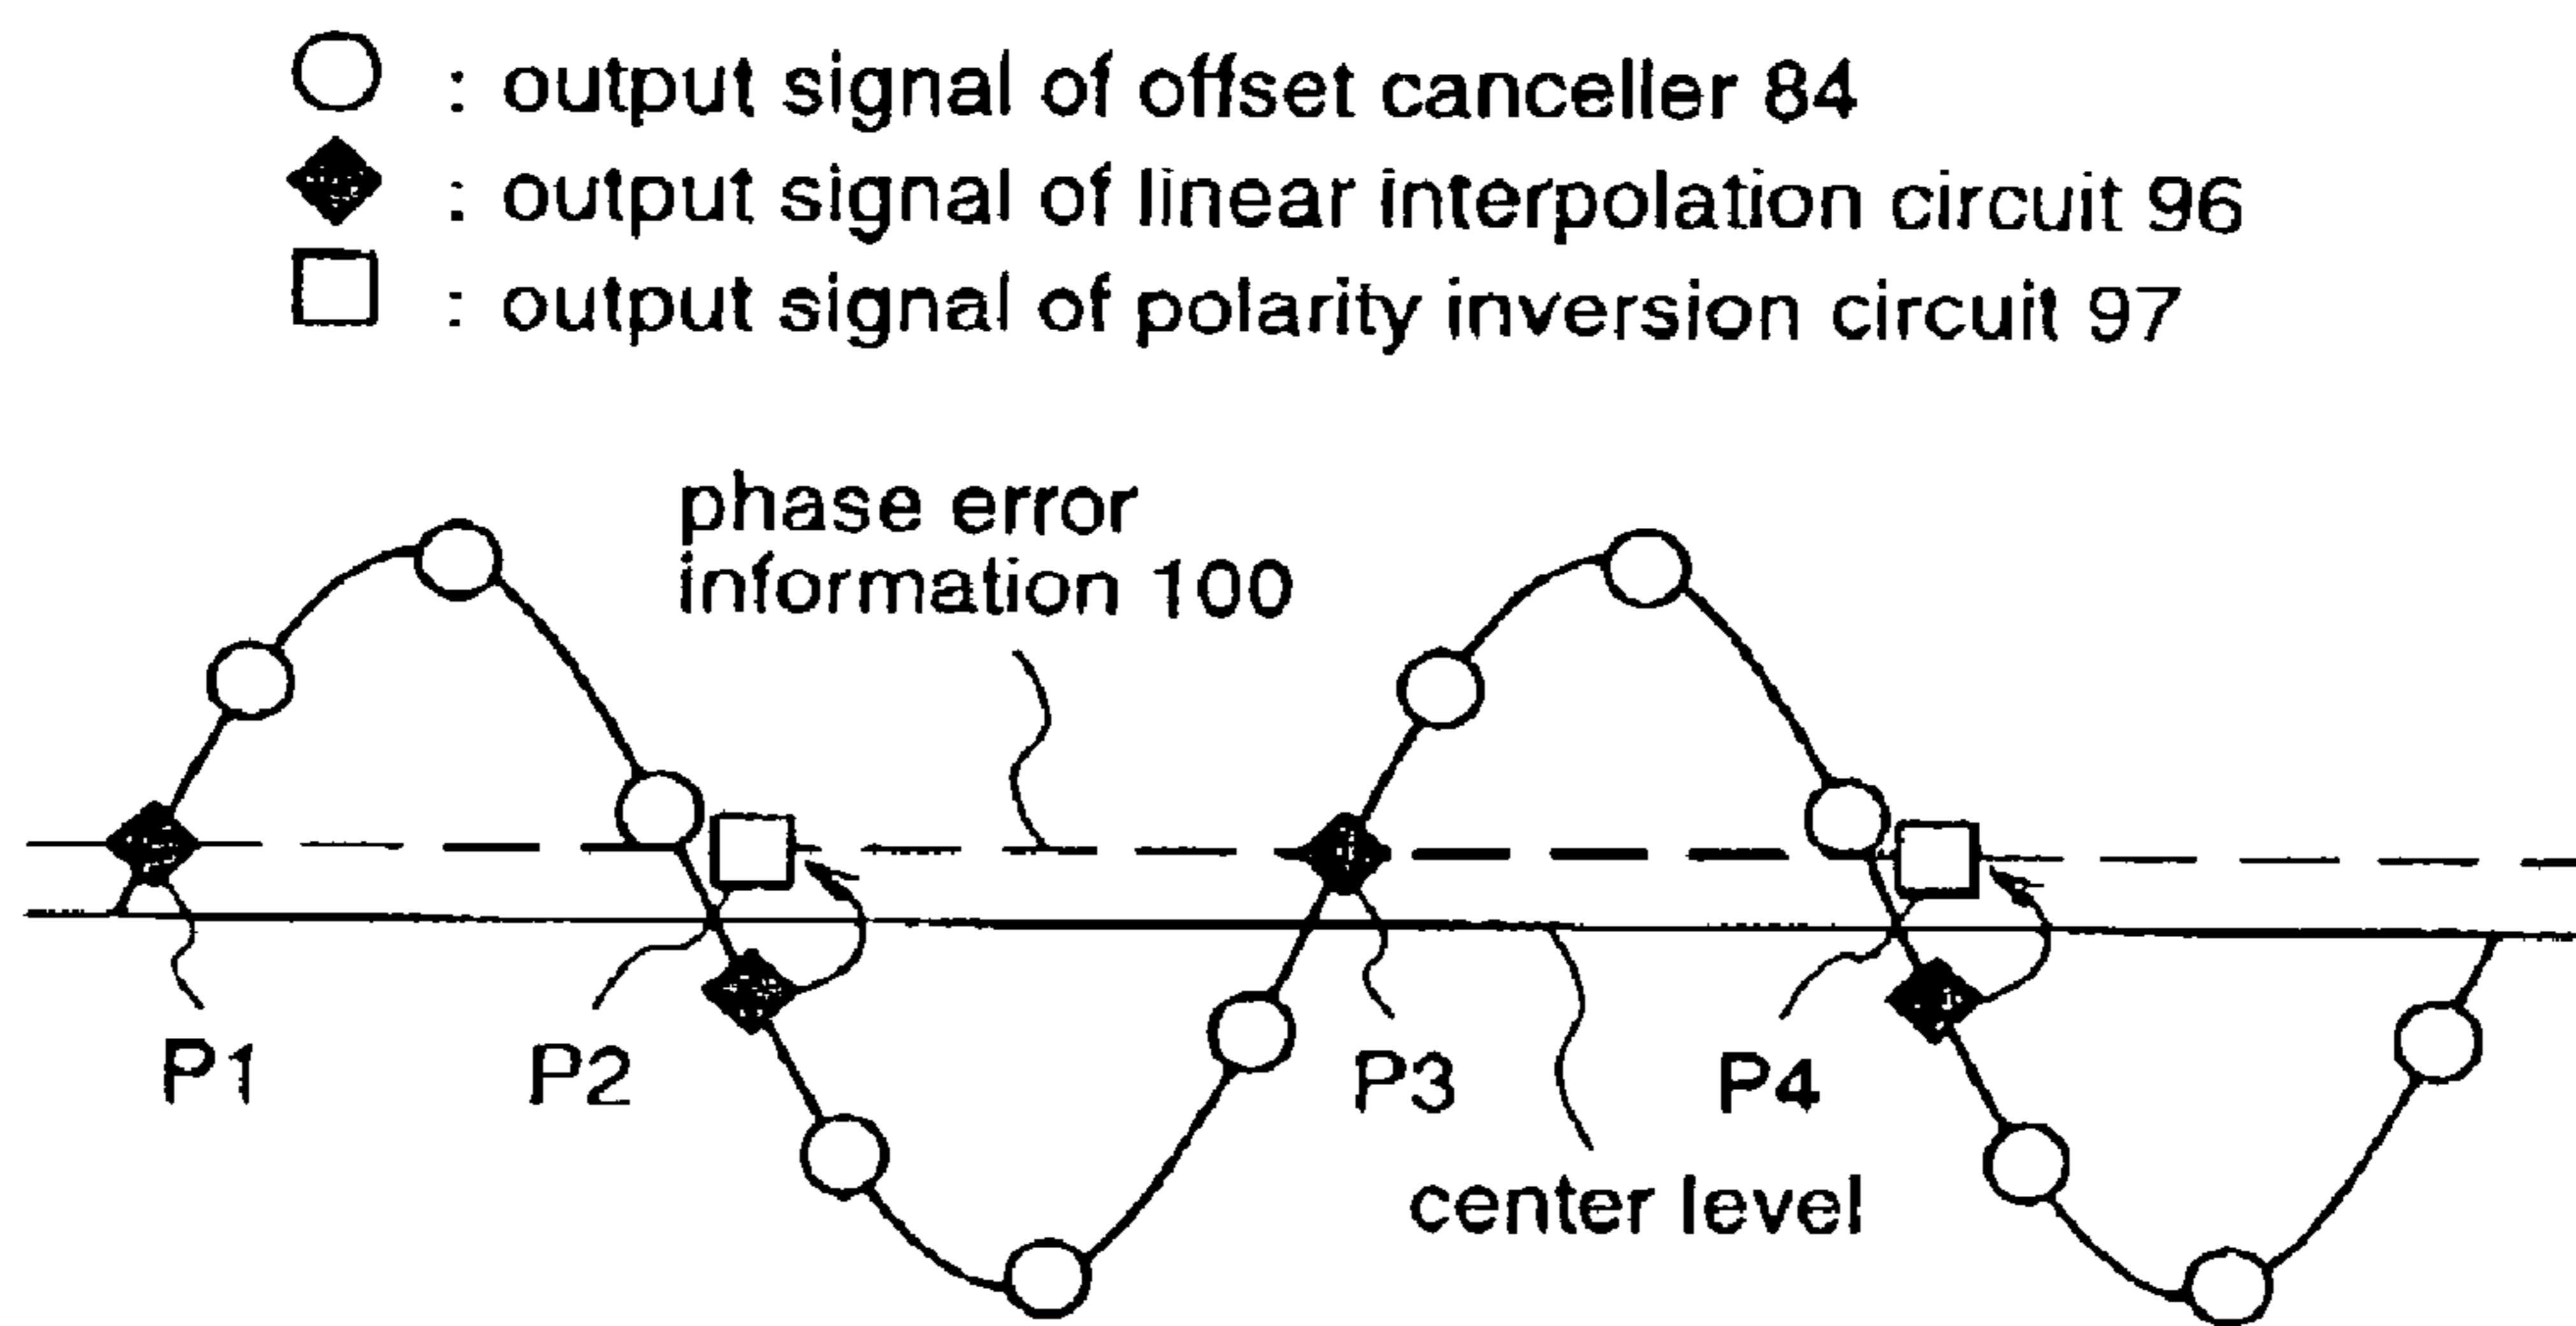 : output signal of offset canceller 84
: output signal of linear interpolation circuit 96
: output signal of polarity inversion circuit 97
phase error
information 100
P1
P2
P3
P4
center level